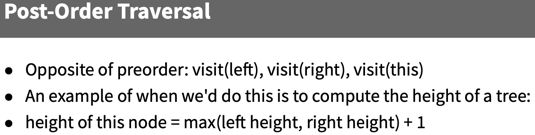 Post-Order Traversal
• Opposite of preorder: visit(left), visit(right), visit(this)
• An example of when we'd do this is to compute the height of a tree:
• height of this node = max(left height, right height) + 1